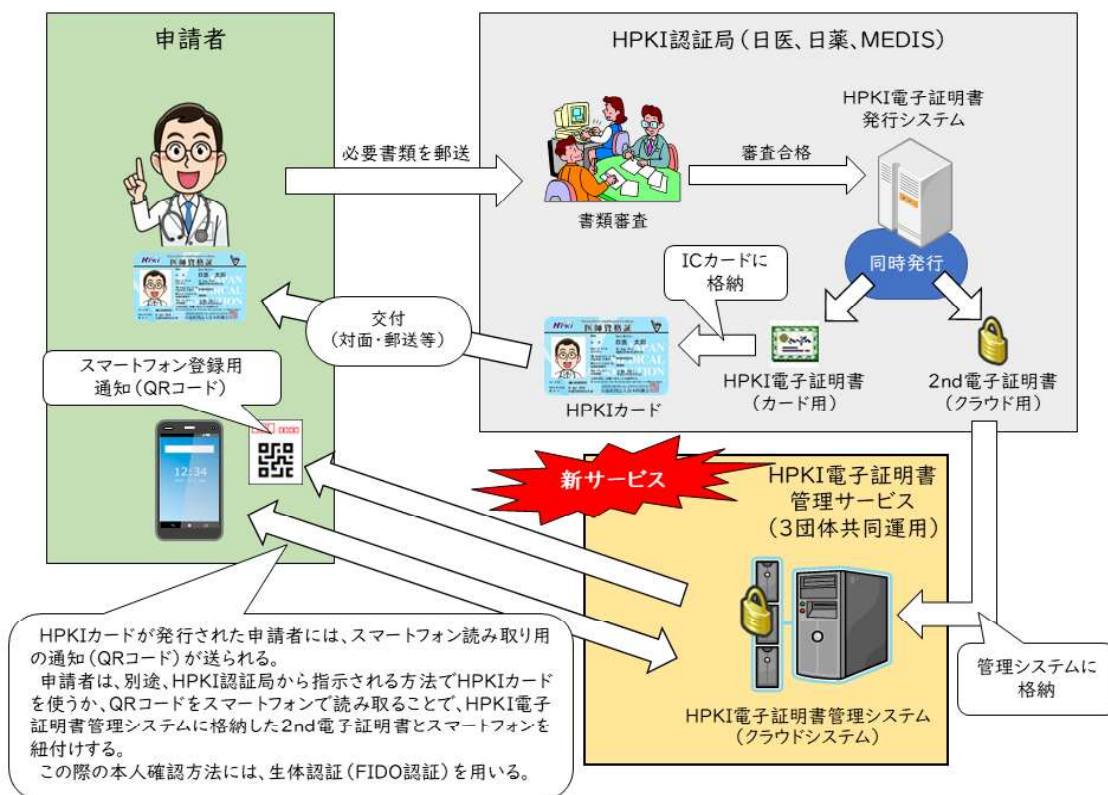 申請者
HPKI認証局(日医、日薬、MEDIS)
HPKI電子証明書
発行システム
必要書類を郵送
審査合格
書類審査
同時発行
ICカードに
格納
HPKI
医師資格証
交付
(対面・郵送等)
HPKI
医師資格証
HPKIカード
HPKI電子証明書
(カード用)
2nd電子証明書
(クラウド用)
スマートフォン登録用
通知(QRコード)
12:34
新サービス
HPKI電子証明書
管理サービス
(3団体共同運用)
HPKI電子証明書管理システム
(クラウドシステム)
管理システムに
格納
HPKIカードが発行された申請者には、スマートフォン読み取り用
の通知(QRコード)が送られる。
申請者は、別途、HPKI認証局から指示される方法でHPKIカード
を使うか、QRコードをスマートフォンで読み取ることで、HPKI電子
証明書管理システムに格納した2nd電子証明書とスマートフォンを
紐付けする。
この際の本人確認方法には、生体認証(FIDO認証)を用いる。